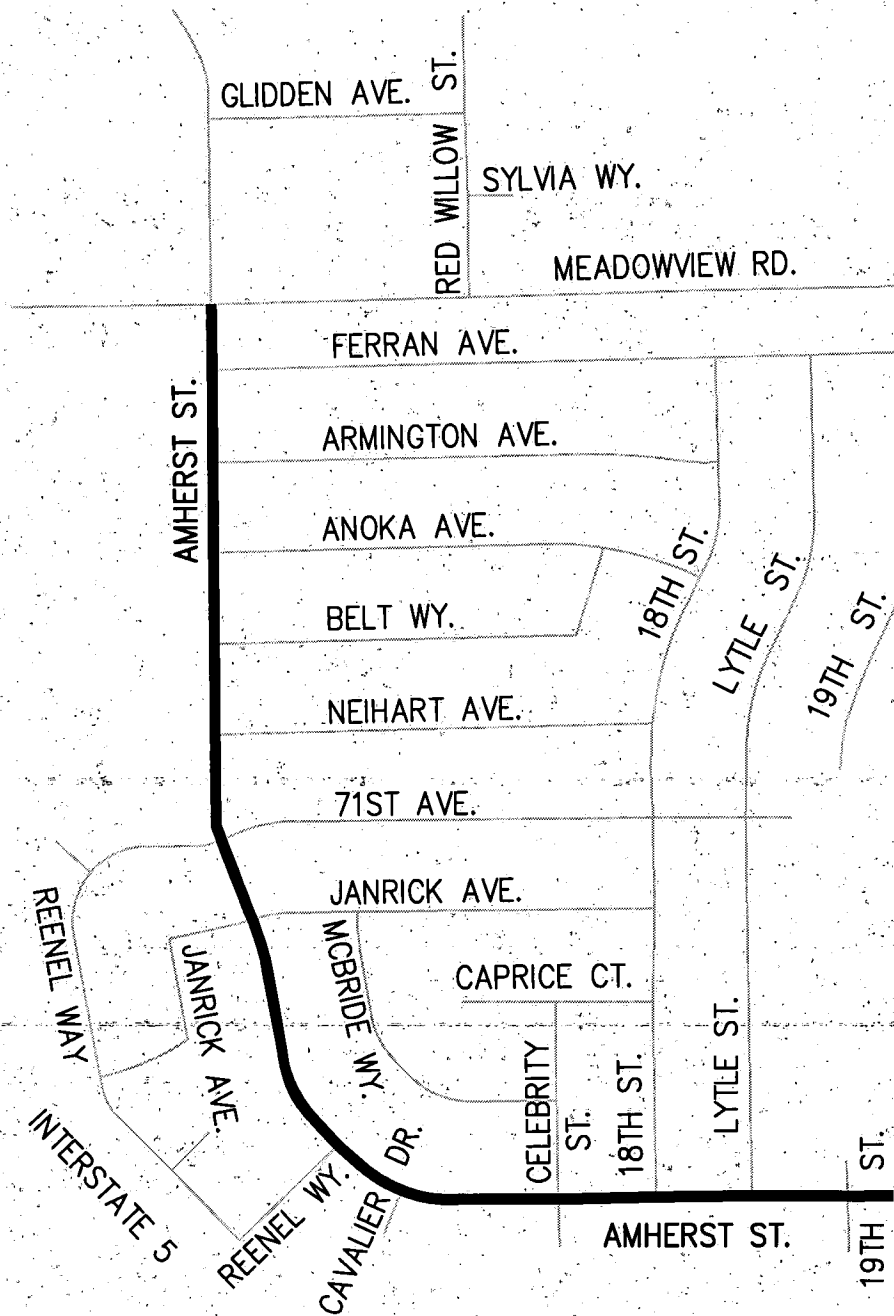 GLIDDEN AVE.
RED WILLOW ST.
SYLVIA WY.
MEADOWVIEW RD.
FERRAN AVE.
AMHERST ST.
ARMINGTON AVE.
ANOKA AVE.
18TH ST.
LYTLE ST.
19TH ST.
BELT WY.
NEIHART AVE.
71ST AVE.
REENEL WAY
JANRICK AVE.
JANRICK AVE.
MCBRIDE WY.
CAPRICE CT.
CELEBRITY
ST.
18TH ST.
LYTLE ST.
INTERSTATE 5
REENEL WY.
CAVALIER DR.
AMHERST ST.
19TH ST.